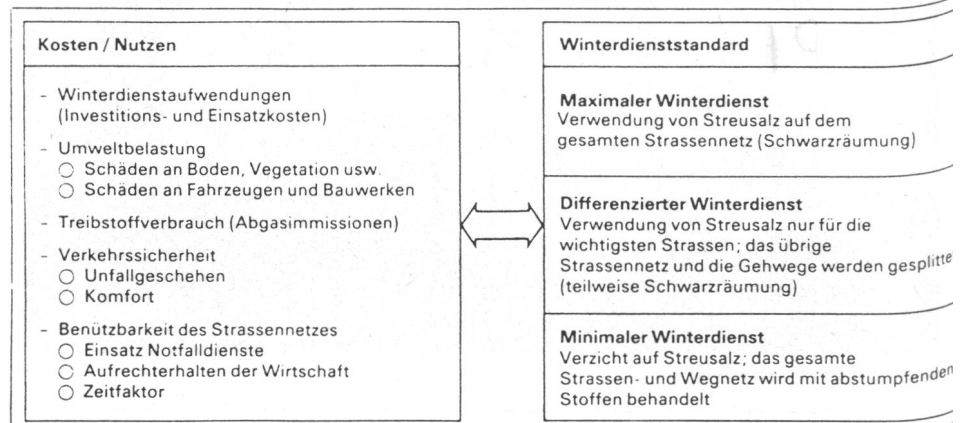 Kosten / Nutzen
- Winterdienstaufwendungen
(Investitions- und Einsatzkosten)
- Umweltbelastung
○ Schäden an Boden, Vegetation usw.
○ Schäden an Fahrzeugen und Bauwerken
- Treibstoffverbrauch (Abgasimmissionen)
- Verkehrssicherheit
○ Unfallgeschehen
○ Komfort
- Benützbarkeit des Strassennetzes
○ Einsatz Notfalldienste
○ Aufrechterhalten der Wirtschaft
○ Zeitfaktor
Winterdienststandard
Maximaler Winterdienst
Verwendung von Streusalz auf dem
gesamten Strassennetz (Schwarzräumung)
Differenzierter Winterdienst
Verwendung von Streusalz nur für die
wichtigsten Strassen; das übrige
Strassennetz und die Gehwege werden gesplitte
(teilweise Schwarzräumung)
Minimaler Winterdienst
Verzicht auf Streusalz; das gesamte
Strassen- und Wegnetz wird mit abstumpfenden
Stoffen behandelt